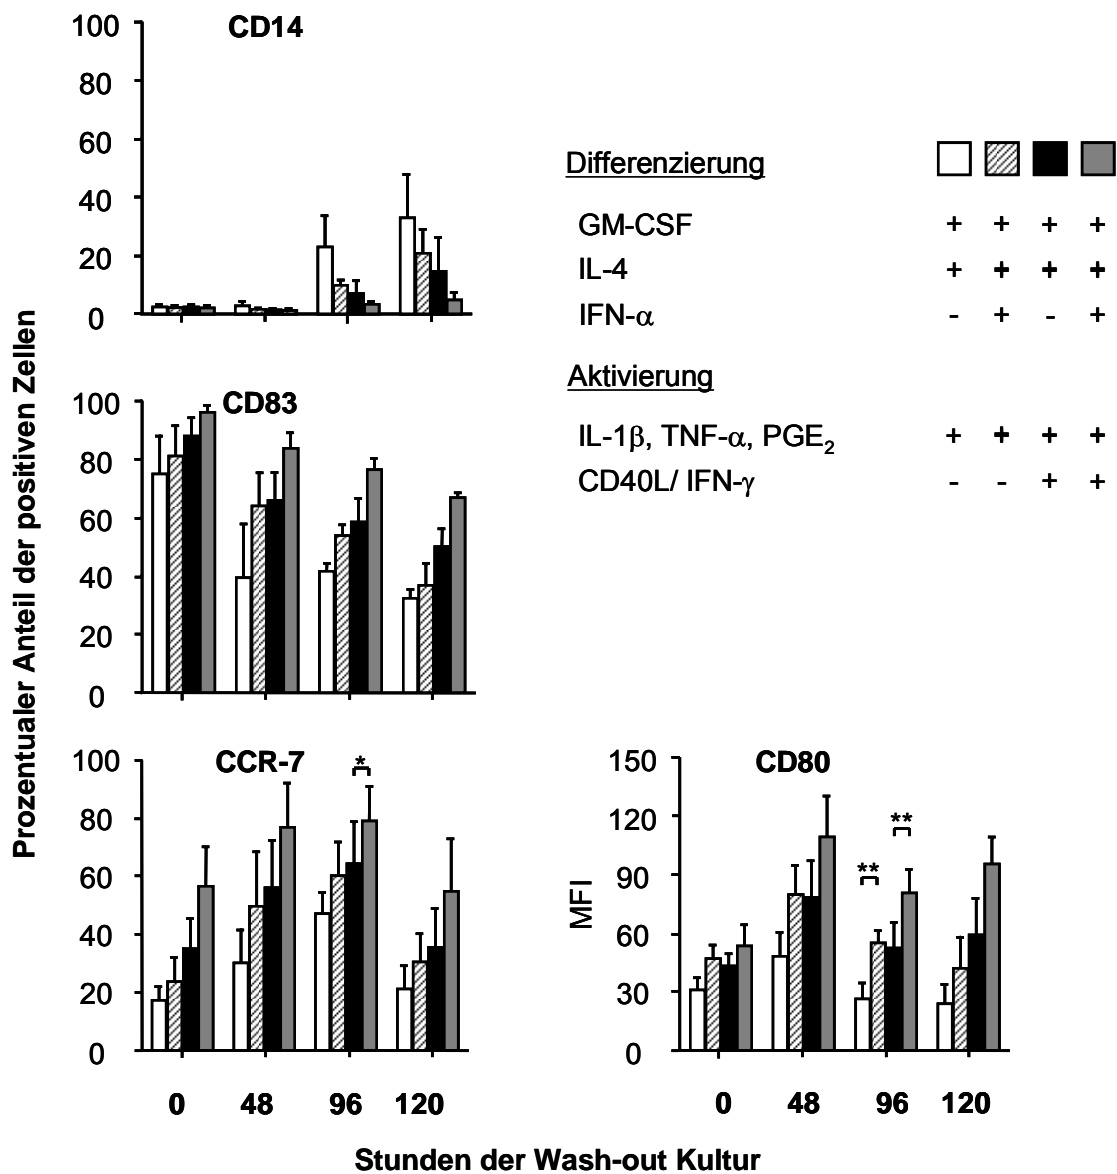 Prozentualer Anteil der positiven Zellen
CD14
100
80
60
40
20
0
Differenzierung
GM-CSF + + + +
IL-4 + + + +
IFN-α - + - +
Aktivierung
IL-1β, TNF-α, PGE₂ + + + +
CD40L/ IFN-γ - - + +
CD83
100
80
60
40
20
0
CCR-7
100
80
60
40
20
0
*
0 48 96 120
CD80
MFI
150
120
90
60
30
0
**
**
0 48 96 120
Stunden der Wash-out Kultur